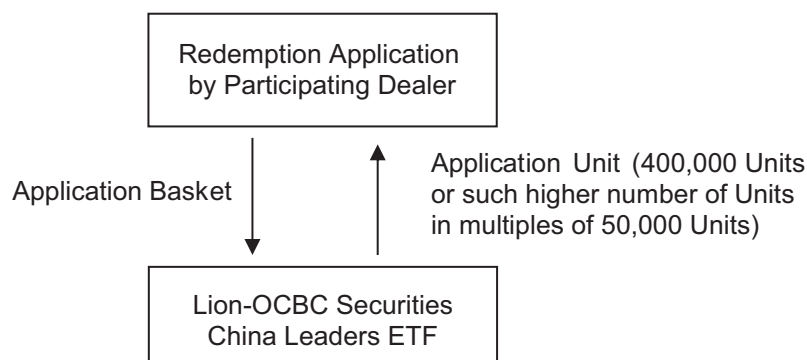 Redemption Application
by Participating Dealer
Application Basket
Application Unit (400,000 Units
or such higher number of Units
in multiples of 50,000 Units)
Lion-OCBC Securities
China Leaders ETF